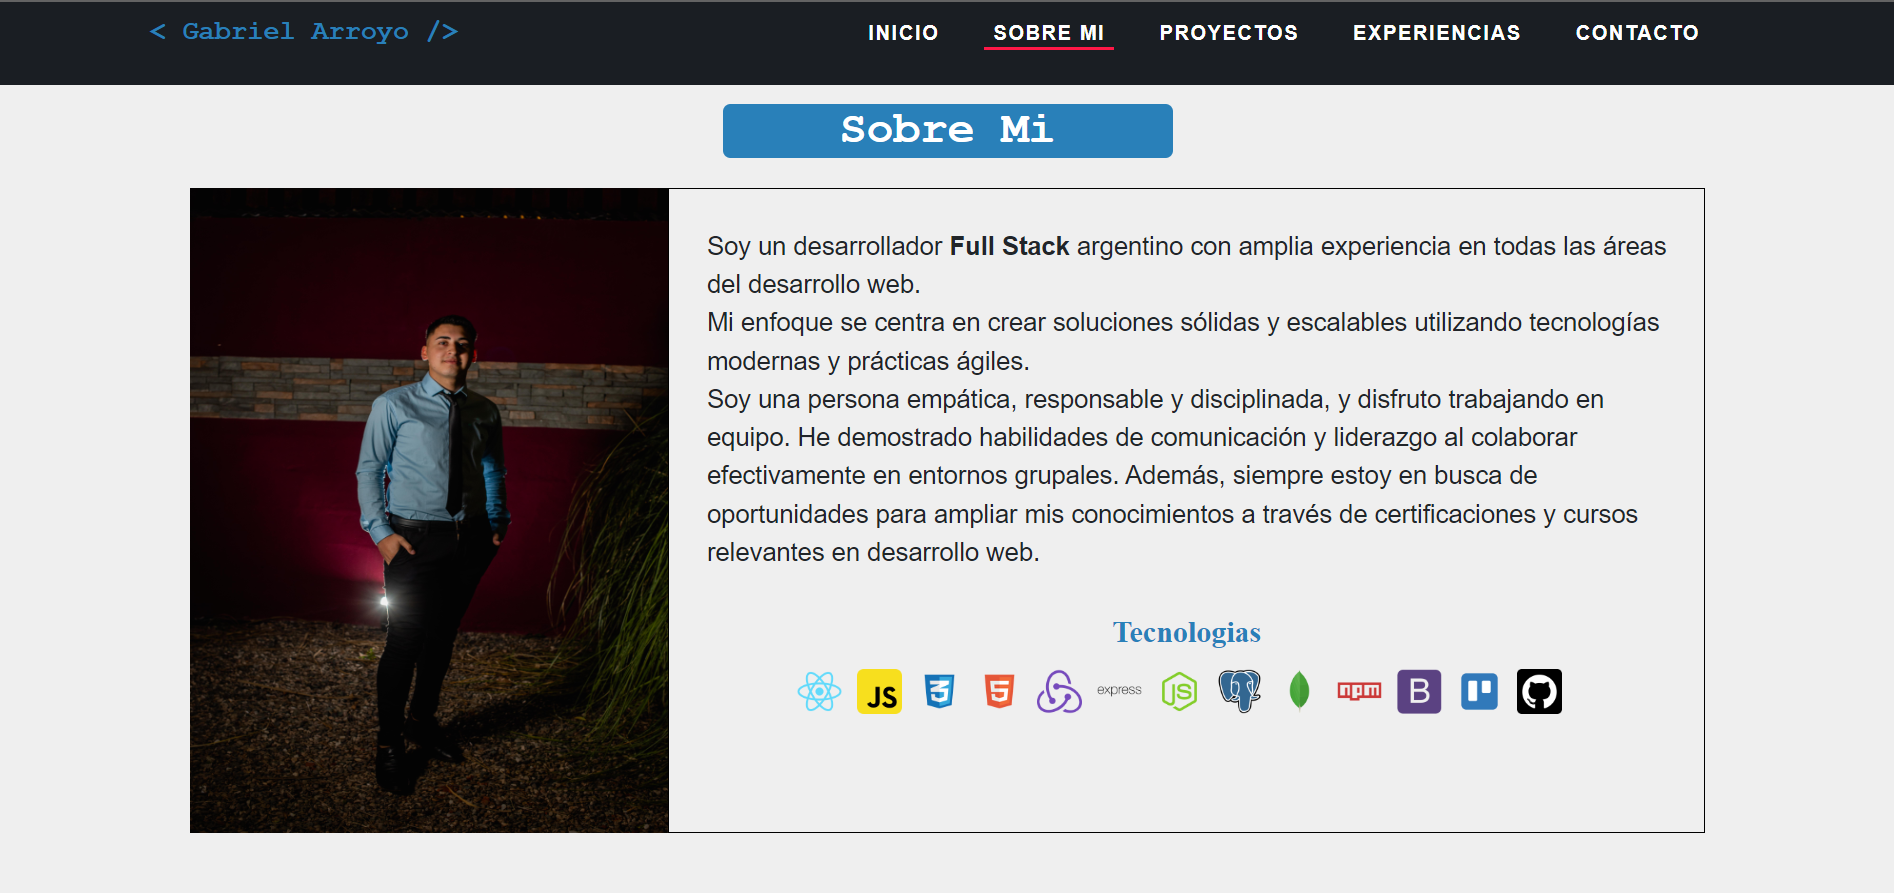 < Gabriel Arroyo />
INICIO
SOBRE MI
PROYECTOS
EXPERIENCIAS
CONTACTO
Sobre Mi
Soy un desarrollador Full Stack argentino con amplia experiencia en todas las áreas
del desarrollo web.
Mi enfoque se centra en crear soluciones sólidas y escalables utilizando tecnologías
modernas y prácticas ágiles.
Soy una persona empática, responsable y disciplinada, y disfruto trabajando en
equipo. He demostrado habilidades de comunicación y liderazgo al colaborar
efectivamente en entornos grupales. Además, siempre estoy en busca de
oportunidades para ampliar mis conocimientos a través de certificaciones y cursos
relevantes en desarrollo web.
Tecnologias
JS 3 5 express JS npm B